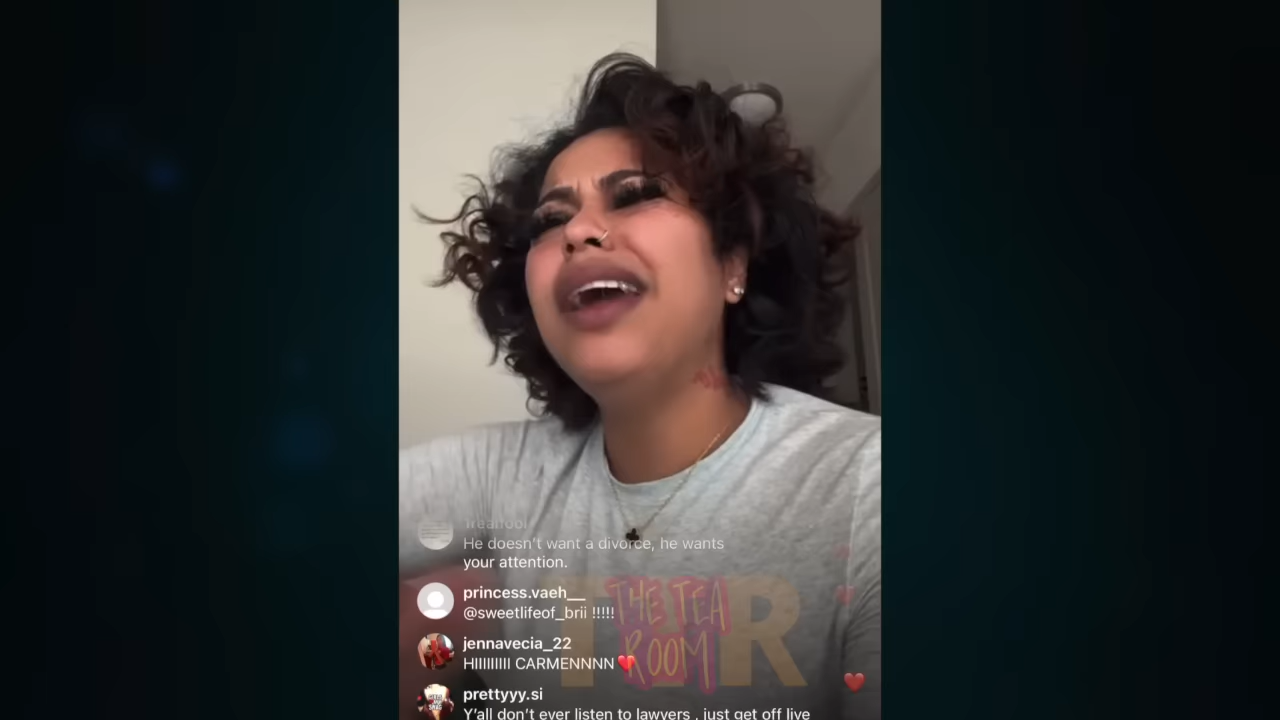 1realfool
He doesn't want a divorce, he wants
your attention.
princess.vaeh__
@sweetlifeof_brii !!!!!
jennavecia_22
HIIIIIIIII CARMENNNN💔
prettyyy.si
Y'all don't ever listen to lawyers , just get off live
THE TEA
ROOM